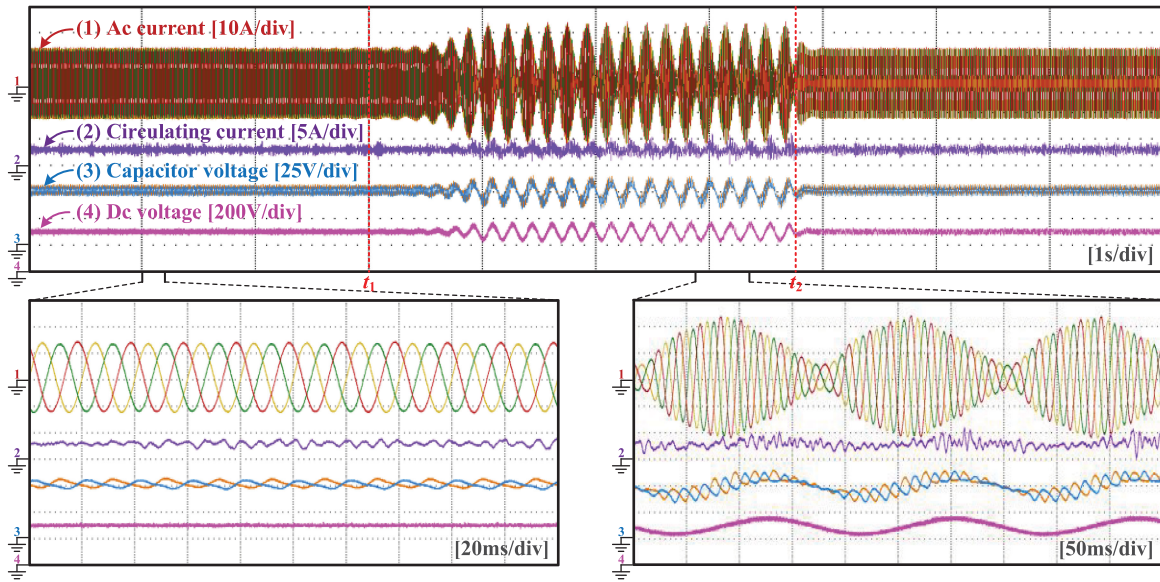 (1) Ac current [10A/div]
1
(2) Circulating current [5A/div]
2
(3) Capacitor voltage [25V/div]
(4) Dc voltage [200V/div]
3
[1s/div]
4
t1
t2
1
2
3
[20ms/div]
4
1
2
3
[50ms/div]
4